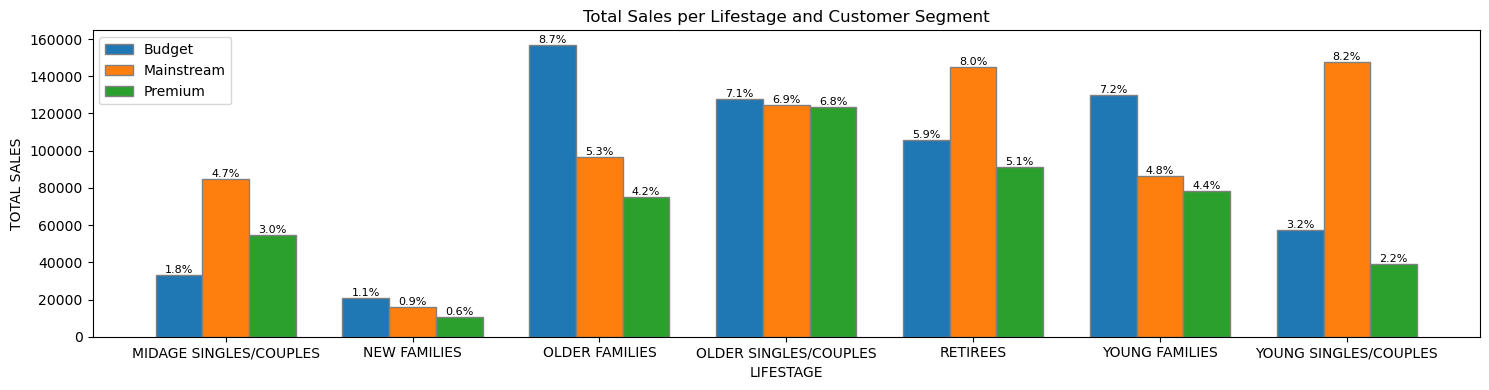 Total Sales per Lifestage and Customer Segment
Budget
Mainstream
Premium
TOTAL SALES
160000
140000
120000
100000
80000
60000
40000
20000
0
1.8%
4.7%
3.0%
1.1%
0.9%
0.6%
8.7%
5.3%
4.2%
7.1%
6.9%
6.8%
5.9%
8.0%
5.1%
7.2%
4.8%
4.4%
3.2%
8.2%
2.2%
MIDAGE SINGLES/COUPLES
NEW FAMILIES
OLDER FAMILIES
OLDER SINGLES/COUPLES
RETIREES
YOUNG FAMILIES
YOUNG SINGLES/COUPLES
LIFESTAGE